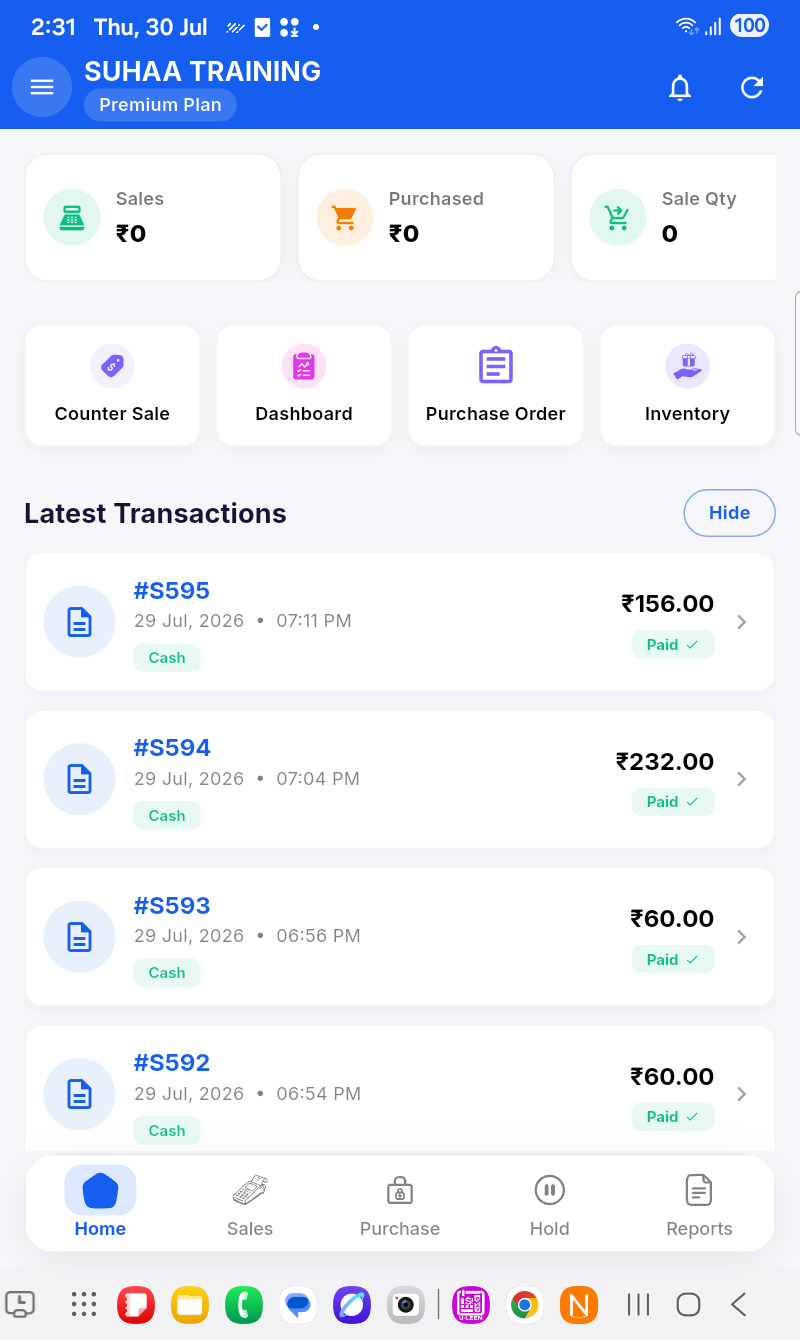 2:31 Thu, 30 Jul 100
SUHAA TRAINING
Premium Plan
Sales
₹0
Purchased
₹0
Sale Qty
0
Counter Sale
Dashboard
Purchase Order
Inventory
Latest Transactions
Hide
#S595
29 Jul, 2026 • 07:11 PM
Cash
₹156.00
Paid ✓
#S594
29 Jul, 2026 • 07:04 PM
Cash
₹232.00
Paid ✓
#S593
29 Jul, 2026 • 06:56 PM
Cash
₹60.00
Paid ✓
#S592
29 Jul, 2026 • 06:54 PM
Cash
₹60.00
Paid ✓
Home
Sales
Purchase
Hold
Reports
U-LEEN
N